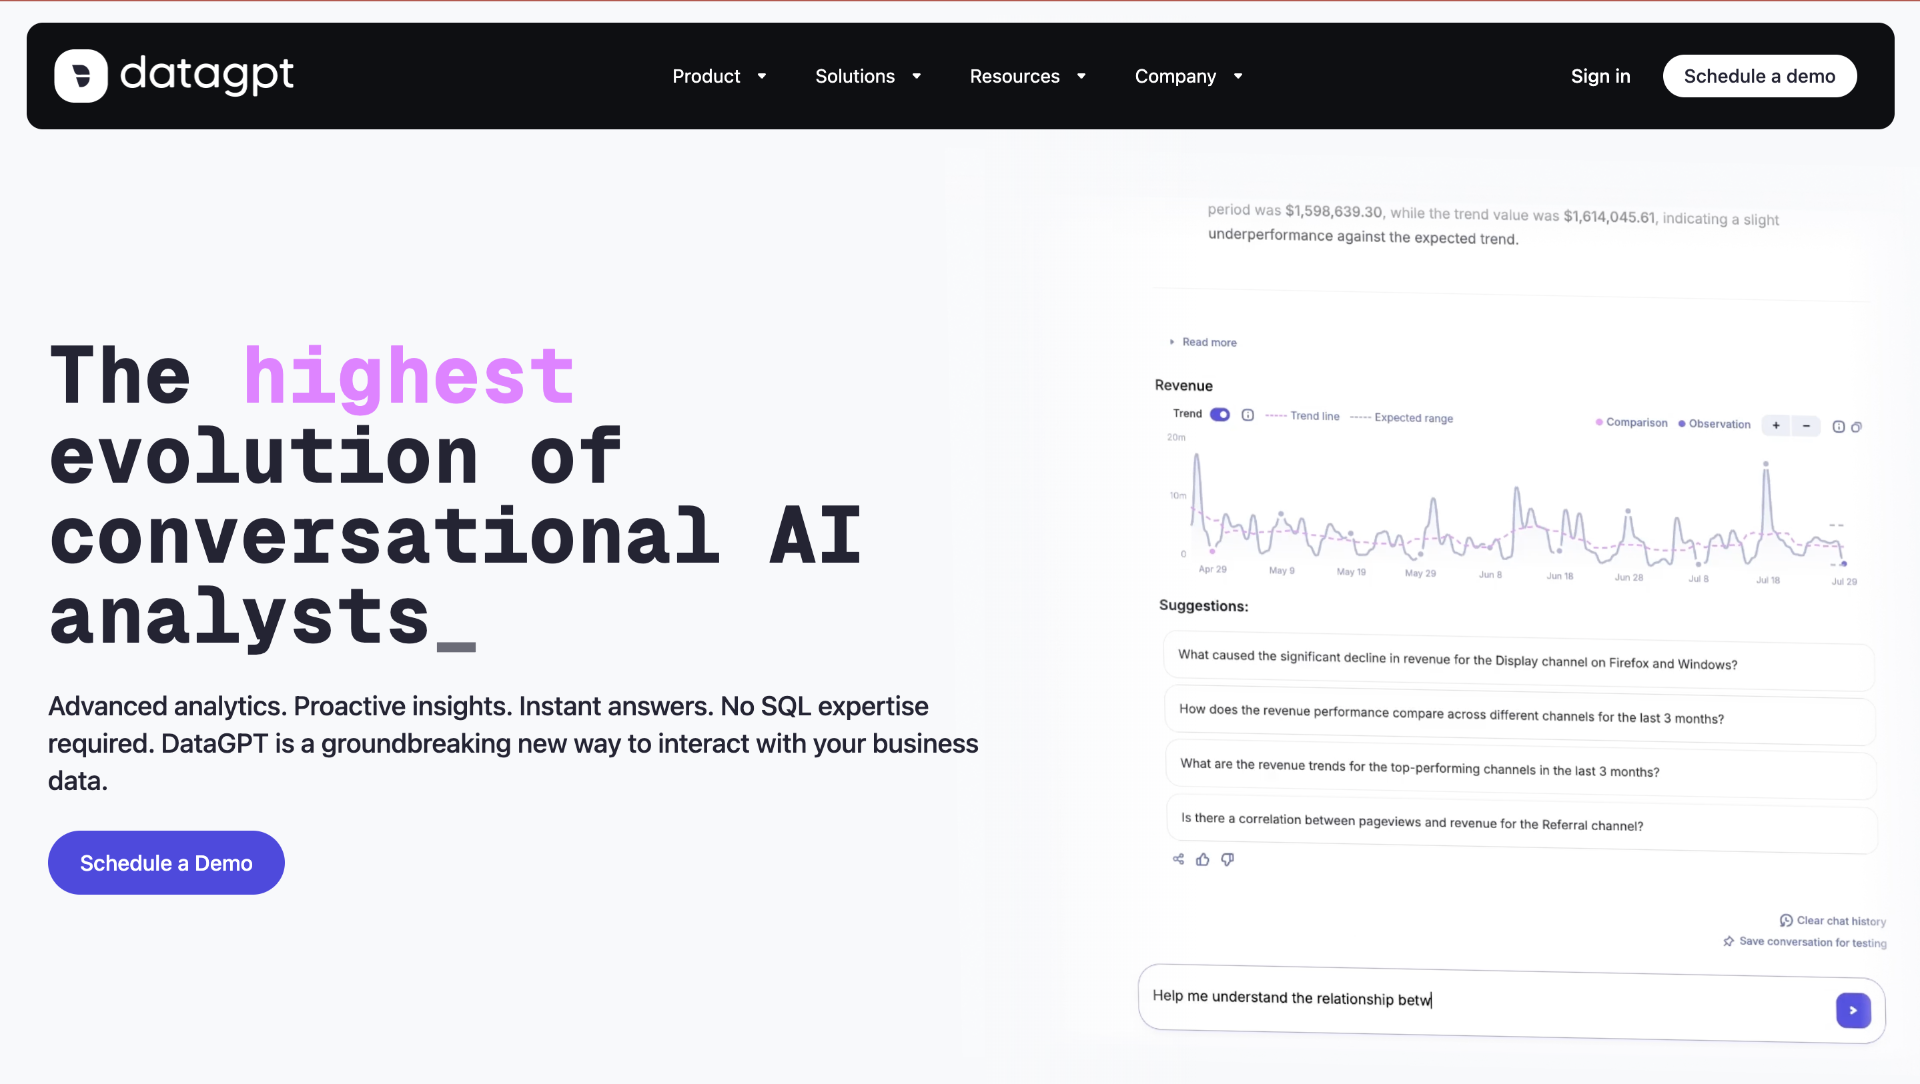 datagpt
Product
Solutions
Resources
Company
Sign in
Schedule a demo
The highest
evolution of
conversational AI
analysts_
Advanced analytics. Proactive insights. Instant answers. No SQL expertise
required. DataGPT is a groundbreaking new way to interact with your business
data.
Schedule a Demo
period was $1,598,639.30, while the trend value was $1,614,045.61, indicating a slight
underperformance against the expected trend.
Read more
Revenue
Trend
Trend line
Expected range
Comparison
Observation
+ −
20m
10m
0
Apr 29 May 9 May 19 May 29 Jun 8 Jun 18 Jun 28 Jul 8 Jul 18 Jul 29
Suggestions:
What caused the significant decline in revenue for the Display channel on Firefox and Windows?
How does the revenue performance compare across different channels for the last 3 months?
What are the revenue trends for the top-performing channels in the last 3 months?
Is there a correlation between pageviews and revenue for the Referral channel?
Clear chat history
Save conversation for testing
Help me understand the relationship betw